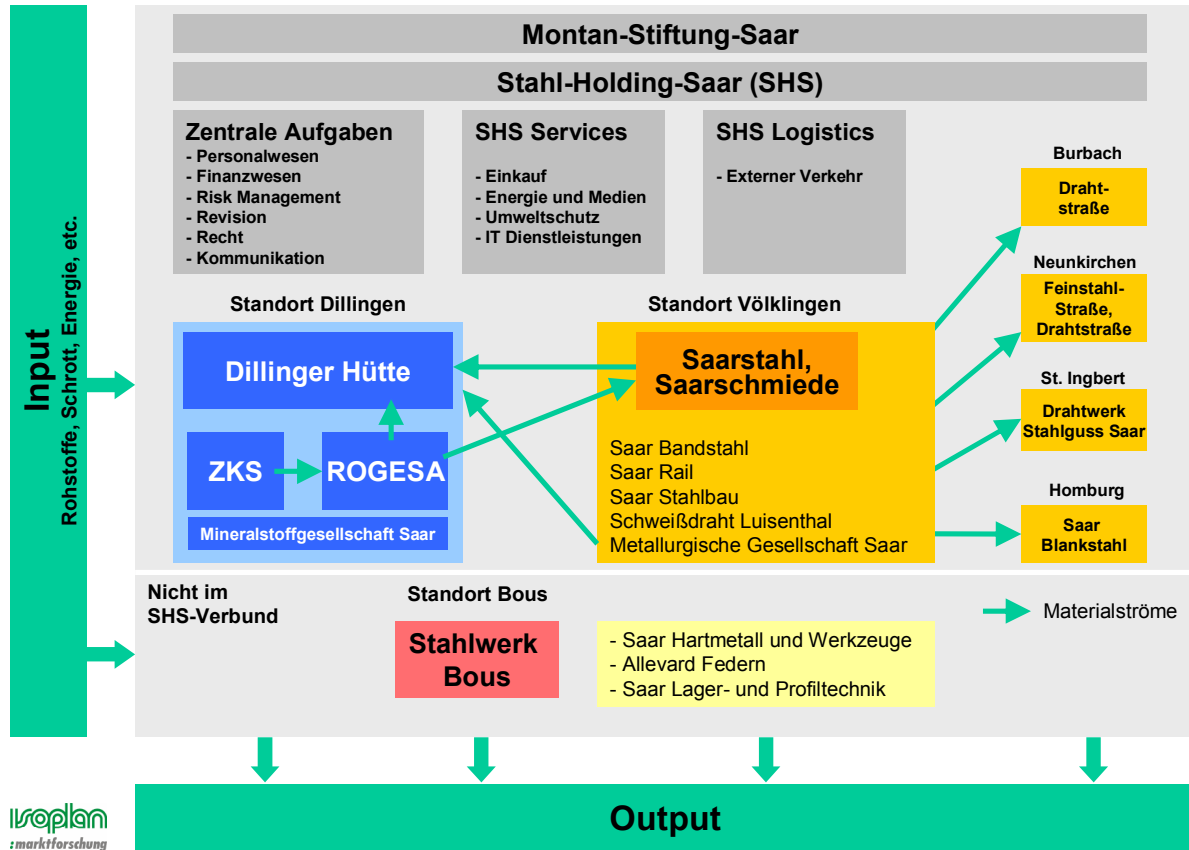 Montan-Stiftung-Saar
Stahl-Holding-Saar (SHS)
Zentrale Aufgaben
- Personalwesen
- Finanzwesen
- Risk Management
- Revision
- Recht
- Kommunikation
SHS Services
- Einkauf
- Energie und Medien
- Umweltschutz
- IT Dienstleistungen
SHS Logistics
- Externer Verkehr
Burbach
Draht-
straße
Neunkirchen
Feinstahl-
Straße,
Drahtstraße
St. Ingbert
Drahtwerk
Stahlguss Saar
Homburg
Saar
Blankstahl
Input
Rohstoffe, Schrott, Energie, etc.
Standort Dillingen
Dillinger Hütte
ZKS
ROGESA
Mineralstoffgesellschaft Saar
Standort Völklingen
Saarstahl,
Saarschmiede
Saar Bandstahl
Saar Rail
Saar Stahlbau
Schweißdraht Luisenthal
Metallurgische Gesellschaft Saar
Nicht im
SHS-Verbund
Standort Bous
Stahlwerk
Bous
- Saar Hartmetall und Werkzeuge
- Allevard Federn
- Saar Lager- und Profiltechnik
Materialströme
Output
isoplan
:marktforschung